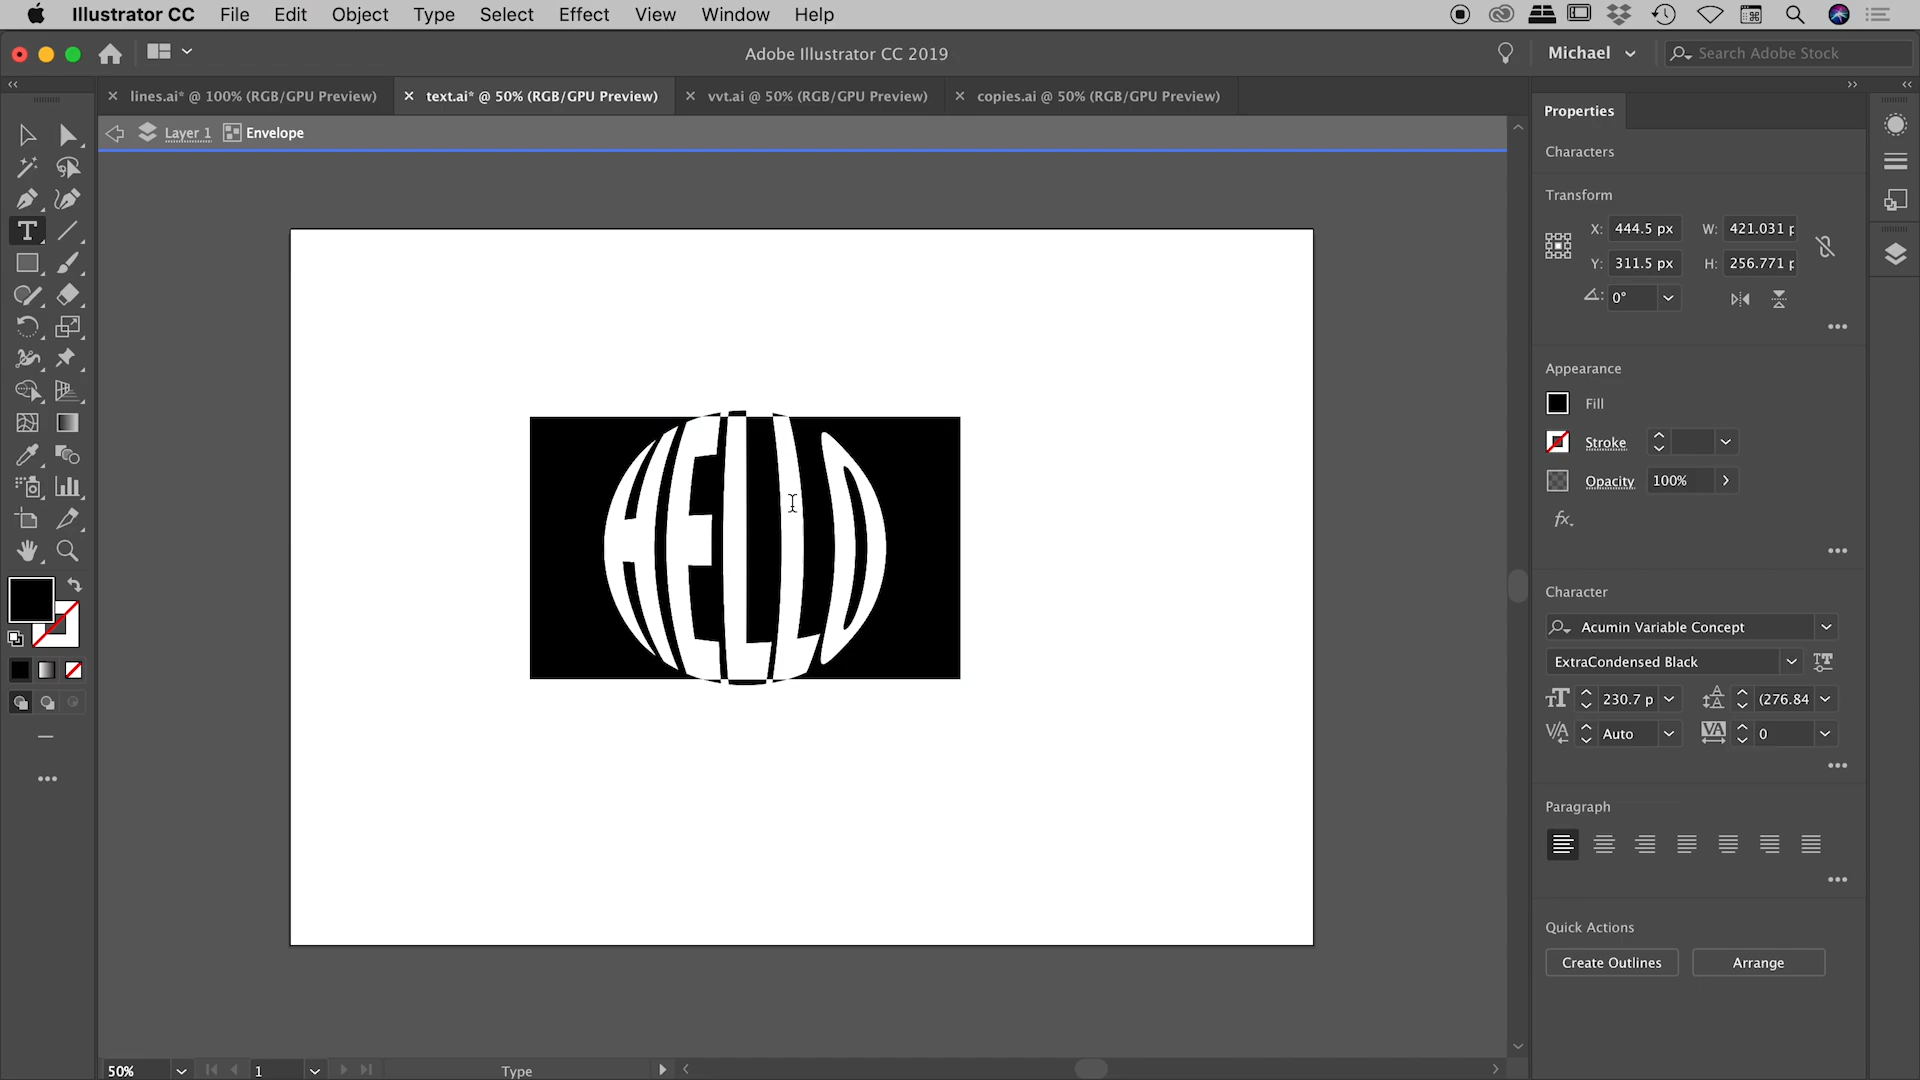 Illustrator CC File Edit Object Type Select Effect View Window Help
Adobe Illustrator CC 2019
Michael
Search Adobe Stock
lines.ai* @ 100% (RGB/GPU Preview)
text.ai* @ 50% (RGB/GPU Preview)
vvt.ai @ 50% (RGB/GPU Preview)
copies.ai @ 50% (RGB/GPU Preview)
Layer 1 Envelope
HELLO
50%
1
Type
Properties
Characters
Transform
X: 444.5 px W: 421.031 p
Y: 311.5 px H: 256.771 p
0°
Appearance
Fill
Stroke
Opacity 100%
fx.
Character
Acumin Variable Concept
ExtraCondensed Black
230.7 p (276.84
Auto 0
Paragraph
Quick Actions
Create Outlines Arrange